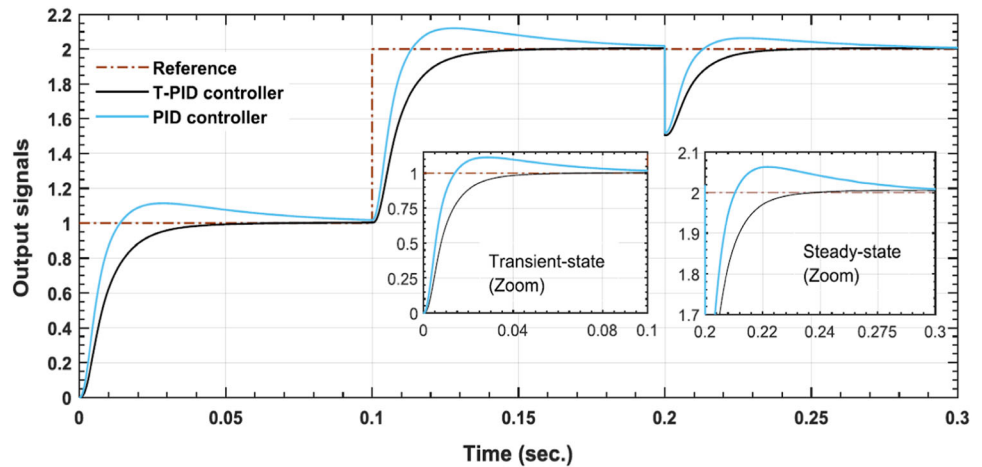 2.2
2
1.8
1.6
1.4
1.2
1
0.8
0.6
0.4
0.2
0
Output signals
Reference
T-PID controller
PID controller
1
0.75
0.5
0.25
0
Transient-state
(Zoom)
0 0.04 0.08 0.1
2.1
2
1.9
1.8
1.7
Steady-state
(Zoom)
0.2 0.22 0.24 0.275 0.3
0 0.05 0.1 0.15 0.2 0.25 0.3
Time (sec.)